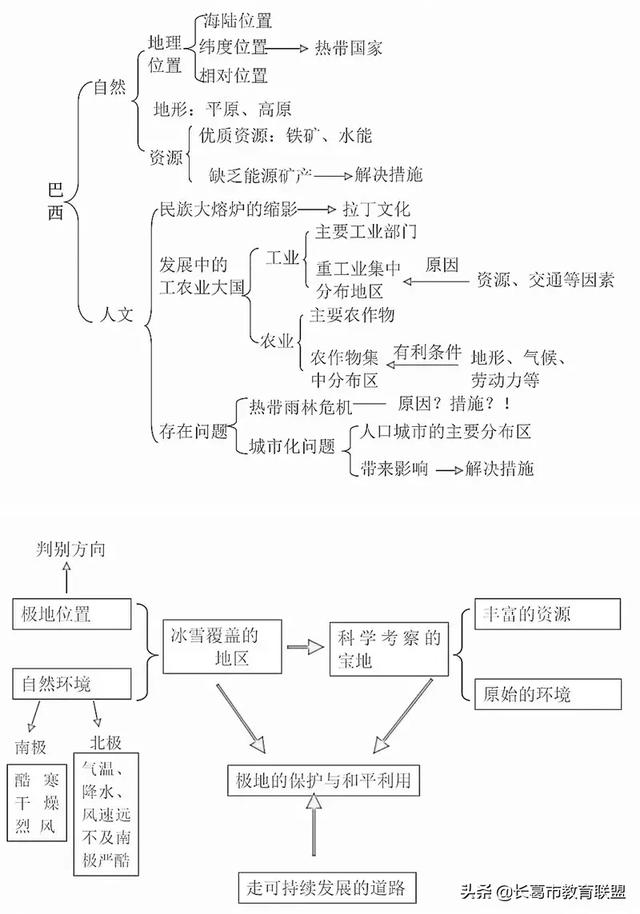 海陆位置
地理
位置
纬度位置
热带国家
相对位置
自然
地形：平原、高原
优质资源：铁矿、水能
资源
缺乏能源矿产
解决措施
巴
西
民族大熔炉的缩影
拉丁文化
主要工业部门
发展中的
工农业大国
工业
重工业集中
分布地区
原因
资源、交通等因素
人文
主要农作物
农业
农作物集
中分布区
有利条件
地形、气候、
劳动力等
热带雨林危机
原因？措施？！
存在问题
城市化问题
人口城市的主要分布区
带来影响
解决措施
判别方向
极地位置
自然环境
南极
酷 寒
干 燥
烈 风
北极
气温、
降水、
风速远
不及南
极严酷
冰雪覆盖的
地区
科学考察的
宝地
丰富的资源
原始的环境
极地的保护与和平利用
走可持续发展的道路
头条 @长葛市教育联盟